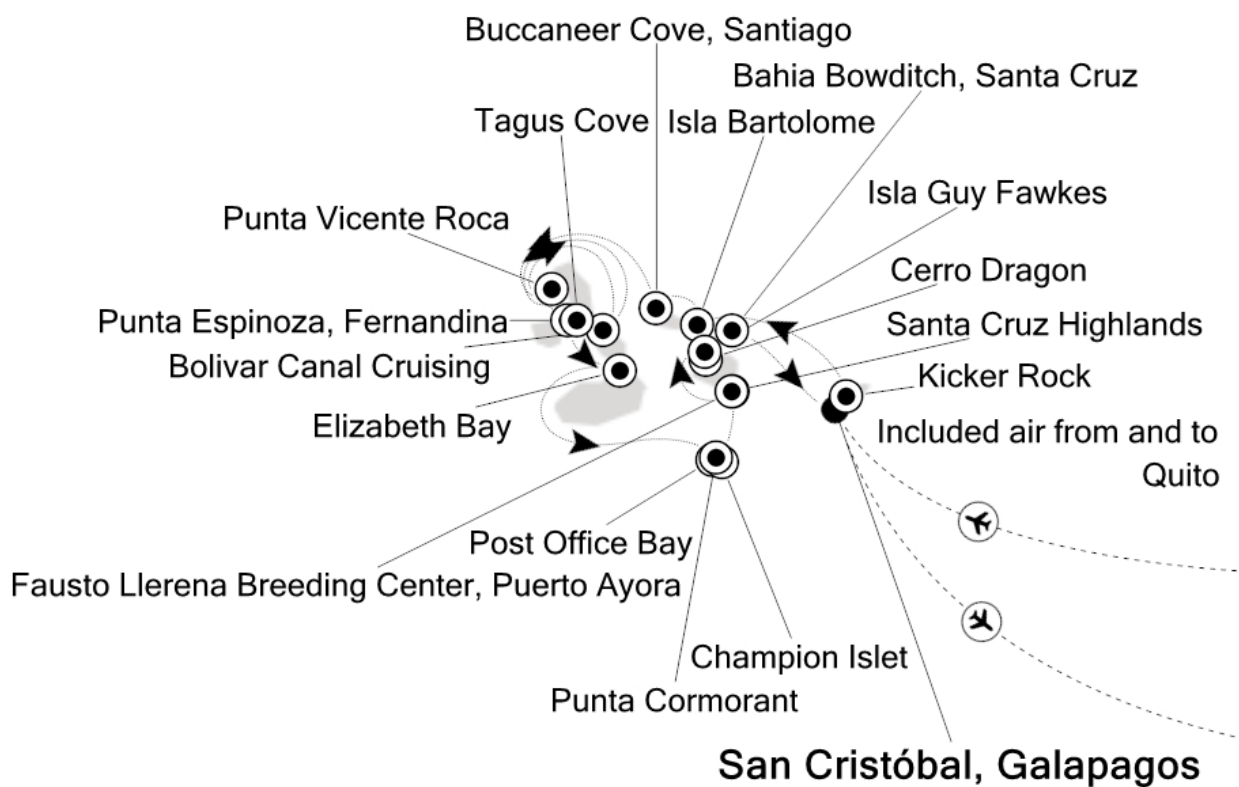 Buccaneer Cove, Santiago
Bahia Bowditch, Santa Cruz
Tagus Cove
Isla Bartolome
Isla Guy Fawkes
Punta Vicente Roca
Cerro Dragon
Punta Espinoza, Fernandina
Santa Cruz Highlands
Bolivar Canal Cruising
Kicker Rock
Elizabeth Bay
Included air from and to
Quito
Post Office Bay
Fausto Llerena Breeding Center, Puerto Ayora
Champion Islet
Punta Cormorant
San Cristóbal, Galapagos